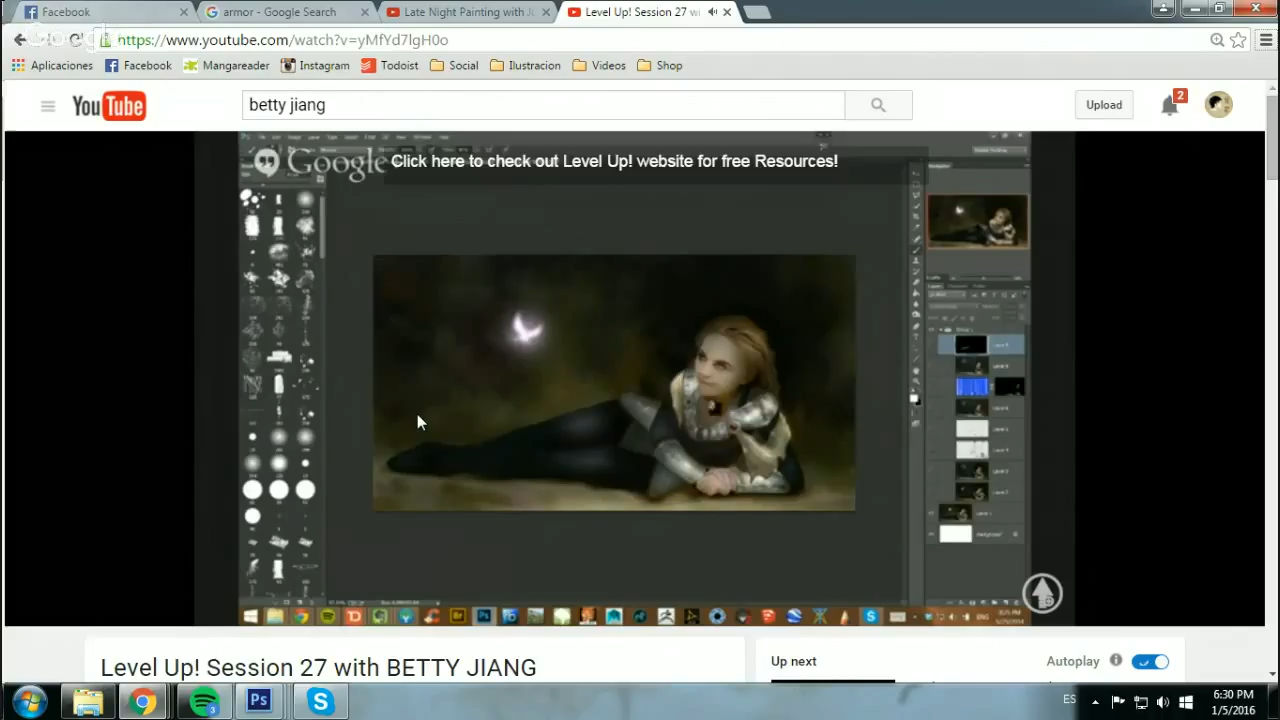 Facebook
armor - Google Search
Late Night Painting with J
Level Up! Session 27 wi
https://www.youtube.com/watch?v=yMfYd7lgH0o
Aplicaciones
Facebook
Mangareader
Instagram
Todoist
Social
Ilustracion
Videos
Shop
YouTube
betty jiang
Upload
2
Google
Click here to check out Level Up! website for free Resources!
Level Up! Session 27 with BETTY JIANG
Up next
Autoplay
ES
6:30 PM
1/5/2016